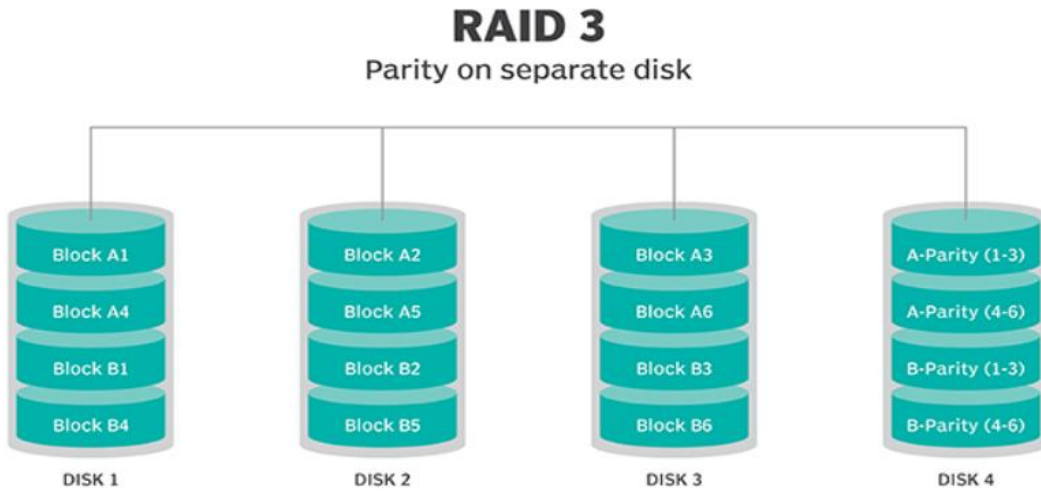 RAID 3
Parity on separate disk
Block A1
Block A2
Block A3
A-Parity (1-3)
Block A4
Block A5
Block A6
A-Parity (4-6)
Block B1
Block B2
Block B3
B-Parity (1-3)
Block B4
Block B5
Block B6
B-Parity (4-6)
DISK 1
DISK 2
DISK 3
DISK 4